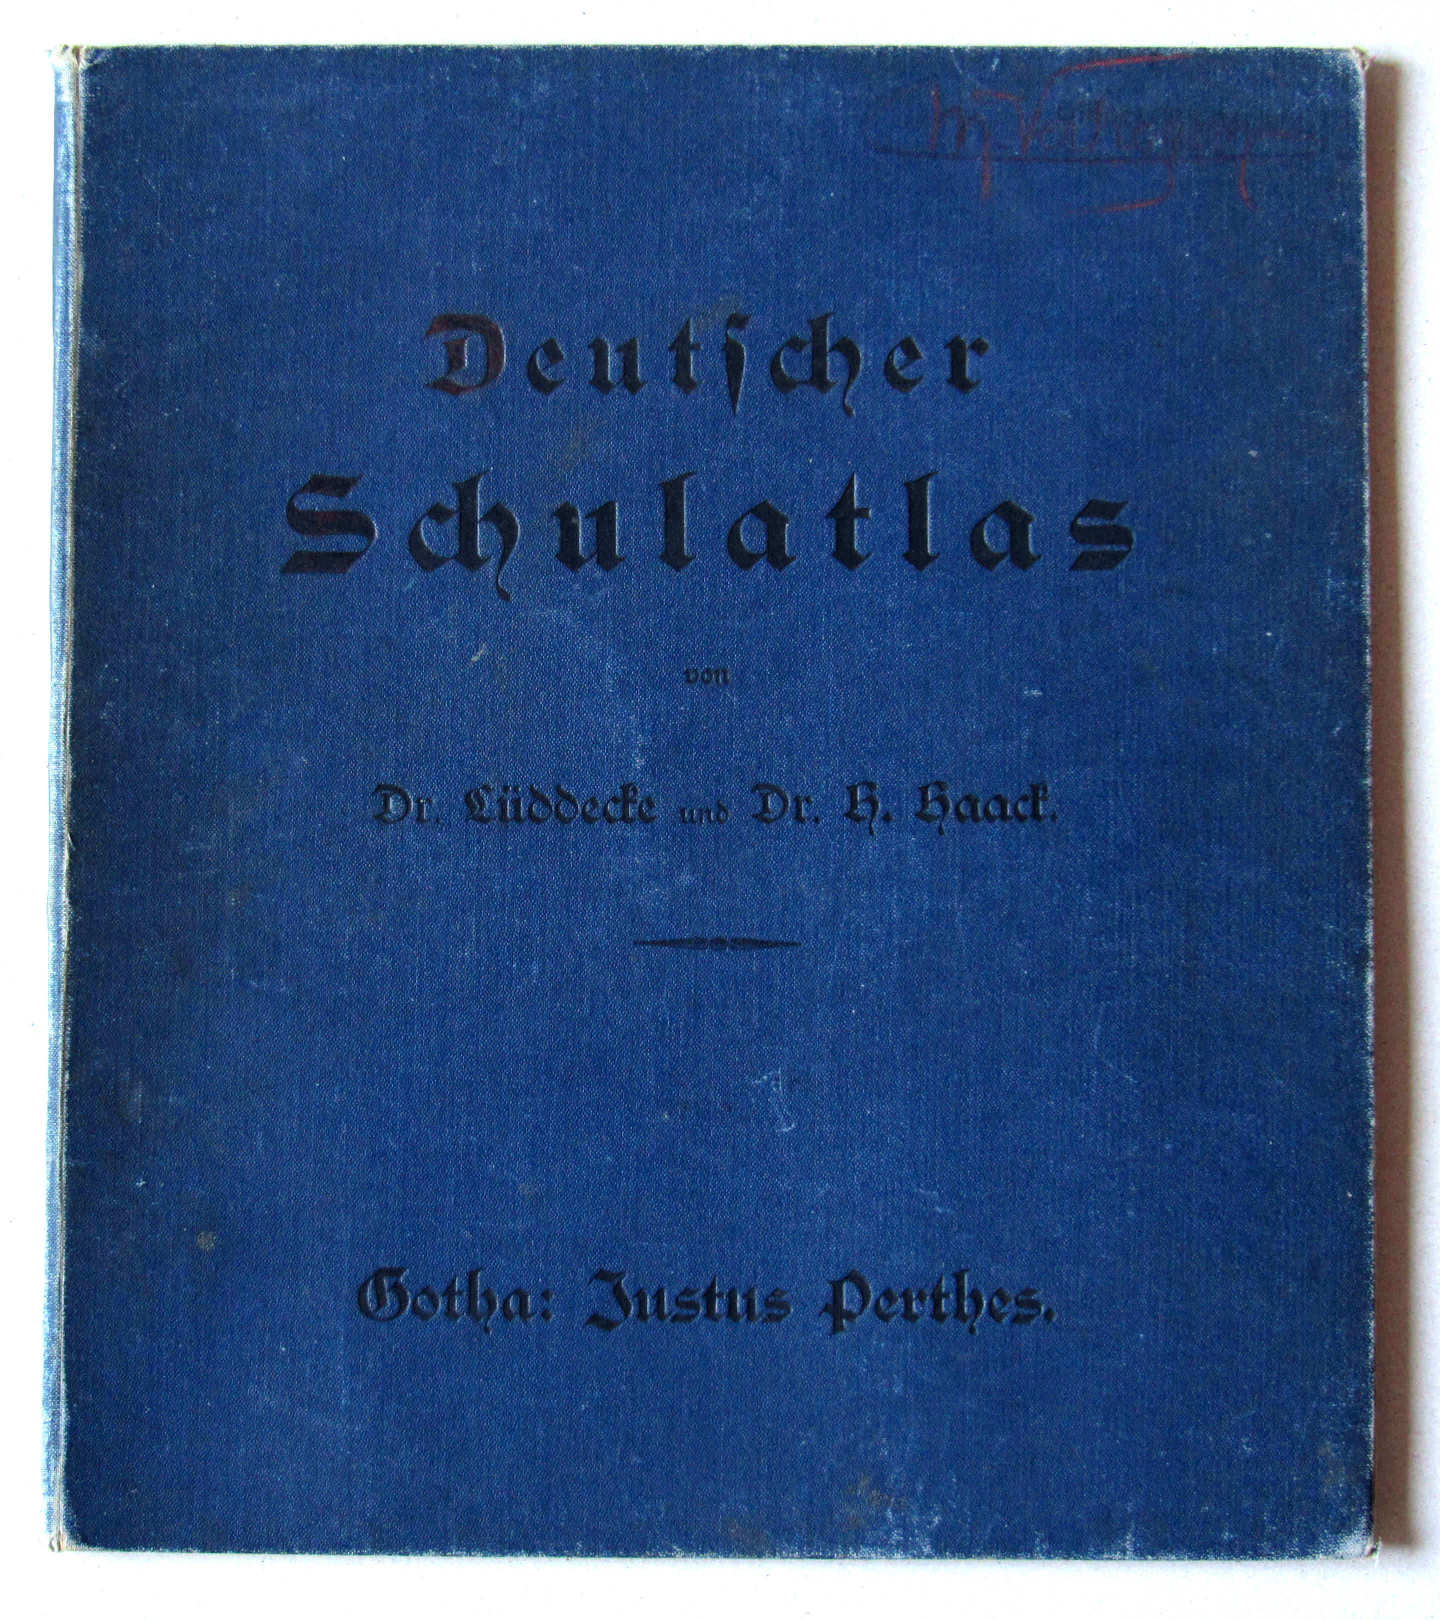 Deutscher
Schulatlas
von
Dr. Lüddecke und Dr. H. Haack.
Gotha: Justus Perthes.